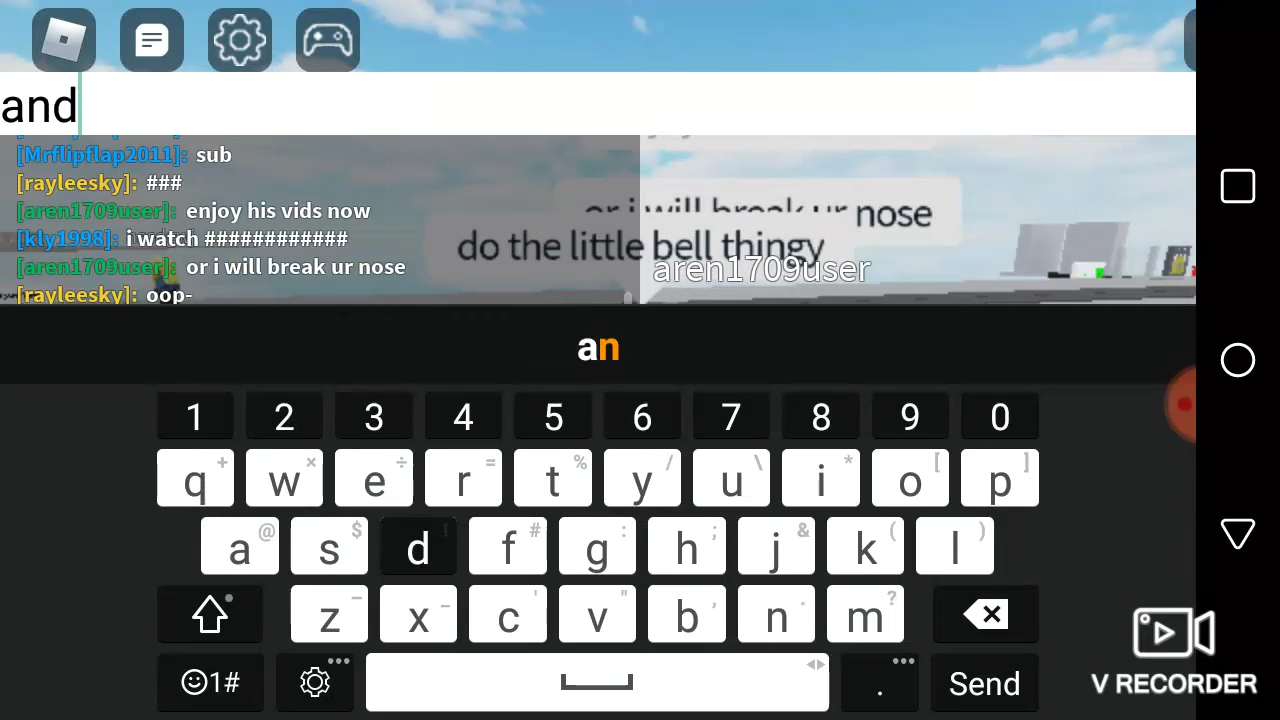 and
[Mrflipflap2011]: sub
[rayleesky]: ###
[aren1709user]: enjoy his vids now
[kly1998]: i watch ############
[aren1709user]: or i will break ur nose
[rayleesky]: oop-
or i will break ur nose
do the little bell thingy
aren1709user
an
1 2 3 4 5 6 7 8 9 0
q + w × e ÷ r = t % y / u \ i * o [ p ]
a @ s $ d ! f # g : h ; j & k ( l )
z – x _ c ' v " b , n . m ?
1# . Send
V RECORDER